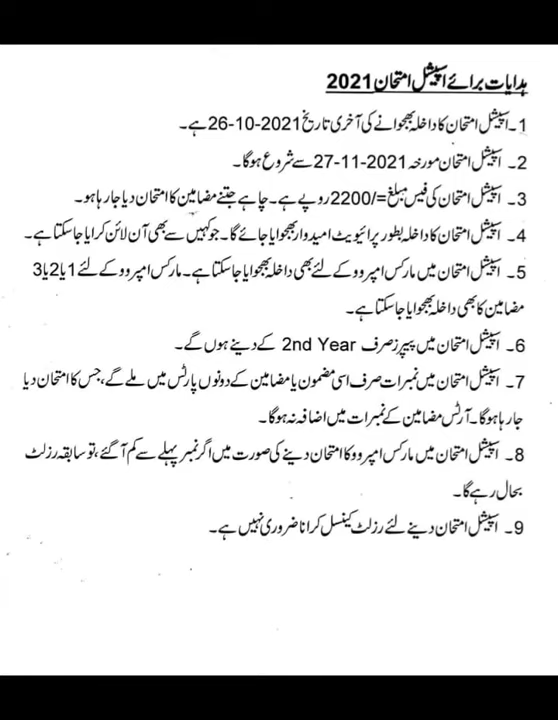 ہدایات برائے اسپیشل امتحان 2021
1۔ اسپیشل امتحان کا داخلہ بھجوانے کی آخری تاریخ 2021-10-26 ہے۔
2۔ اسپیشل امتحان مورخہ 2021-11-27 سے شروع ہوگا۔
3۔ اسپیشل امتحان کی فیس مبلغ =/2200 روپے ہے۔ چاہے جتنے مضامین کا امتحان دیا جا رہا ہو۔
4۔ اسپیشل امتحان کا داخلہ بطور پرائیویٹ امیدوار بھجوایا جائے گا۔ جو کہیں سے بھی آن لائن کرایا جا سکتا ہے۔
5۔ اسپیشل امتحان میں مارکس امپروو کے لئے بھی داخلہ بھجوایا جا سکتا ہے۔ مارکس امپروو کے لئے 1 یا 2 یا 3
مضامین کا بھی داخلہ بھجوایا جا سکتا ہے۔
6۔ اسپیشل امتحان میں پیپرز صرف 2nd Year کے دینے ہوں گے۔
7۔ اسپیشل امتحان میں نمبرات صرف اسی مضمون یا مضامین کے دونوں پارٹس میں ملے گے، جس کا امتحان دیا
جا رہا ہوگا۔ آرٹس مضامین کے نمبرات میں اضافہ نہ ہوگا۔
8۔ اسپیشل امتحان میں مارکس امپروو کا امتحان دینے کی صورت میں اگر نمبر پہلے سے کم آ گئے، تو سابقہ رزلٹ
بحال رہے گا۔
9۔ اسپیشل امتحان دینے لئے رزلٹ کینسل کرانا ضروری نہیں ہے۔